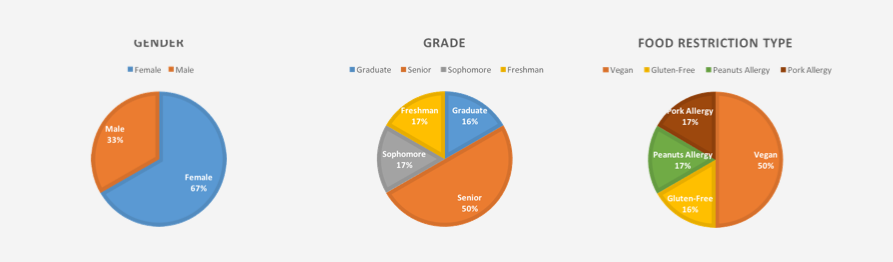 GENDER
Female Male
Male
33%
Female
67%
GRADE
Graduate Senior Sophomore Freshman
Freshman
17%
Graduate
16%
Sophomore
17%
Senior
50%
FOOD RESTRICTION TYPE
Vegan Gluten-Free Peanuts Allergy Pork Allergy
Pork Allergy
17%
Peanuts Allergy
17%
Vegan
50%
Gluten-Free
16%